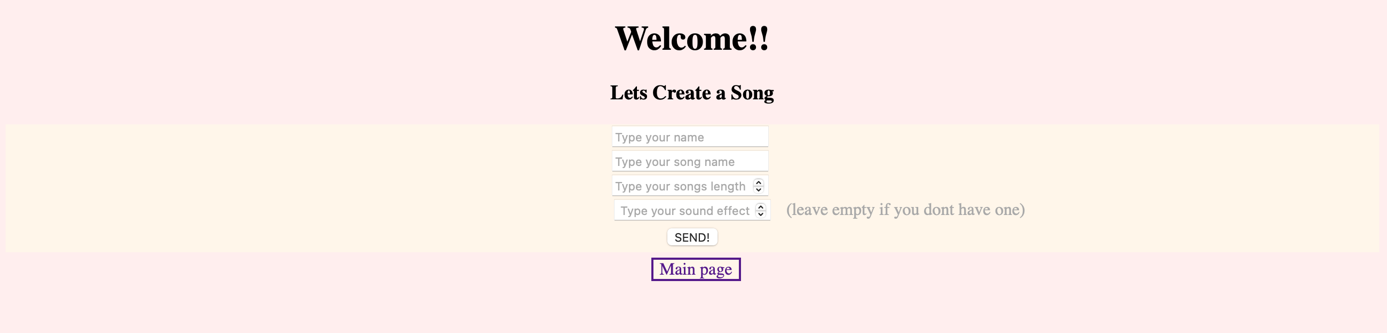 Welcome!!
Lets Create a Song
Type your name
Type your song name
Type your songs length
Type your sound effect (leave empty if you dont have one)
SEND!
Main page